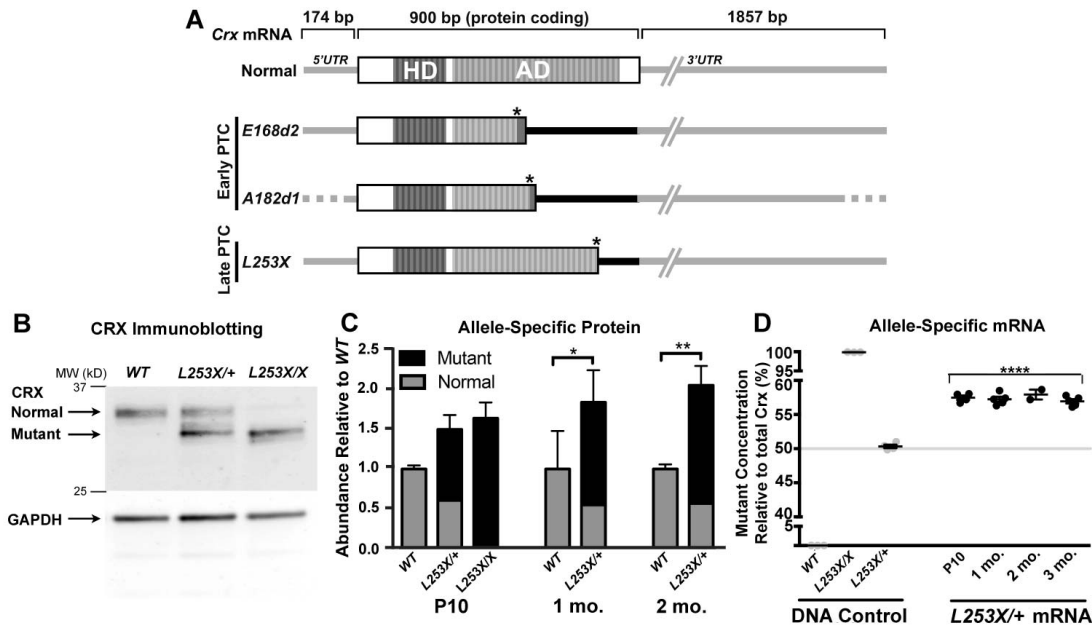 A
174 bp
900 bp (protein coding)
1857 bp
Crx mRNA
5'UTR
3'UTR
Normal
HD
AD
Early PTC
E168d2
*
A182d1
*
Late PTC
L253X
*
B
CRX Immunoblotting
MW (kD)
WT
L253X/+
L253X/X
CRX
37
Normal
Mutant
25
GAPDH
C
Allele-Specific Protein
Abundance Relative to WT
2.5
2.0
1.5
1.0
0.5
0.0
Mutant
Normal
*
**
WT
L253X/+
L253X/X
WT
L253X/+
WT
L253X/+
P10
1 mo.
2 mo.
D
Allele-Specific mRNA
Mutant Concentration
Relative to total Crx (%)
100
60
55
50
45
40
5
****
WT
L253X/X
L253X/+
P10
1 mo.
2 mo.
3 mo.
DNA Control
L253X/+ mRNA